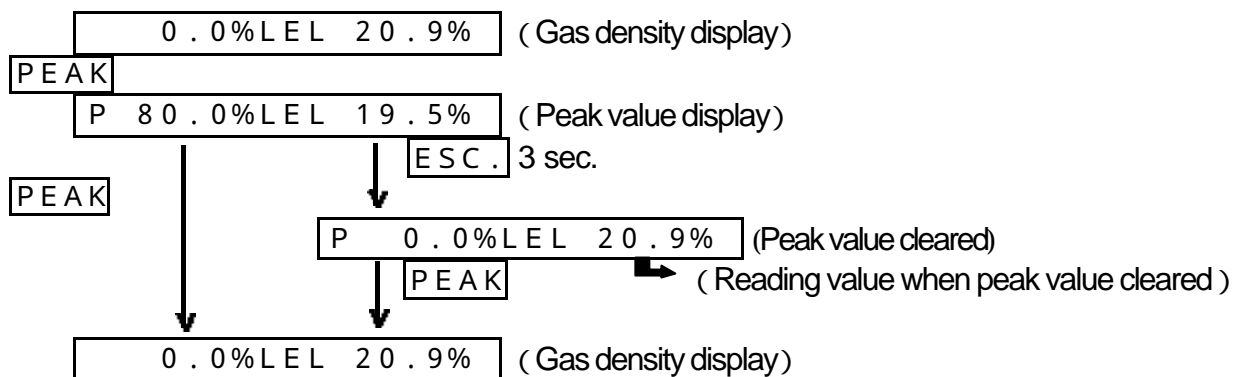 0.0%LEL 20.9% (Gas density display)
PEAK
P 80.0%LEL 19.5% (Peak value display)
ESC. 3 sec.
PEAK
P 0.0%LEL 20.9% (Peak value cleared)
PEAK (Reading value when peak value cleared)
0.0%LEL 20.9% (Gas density display)